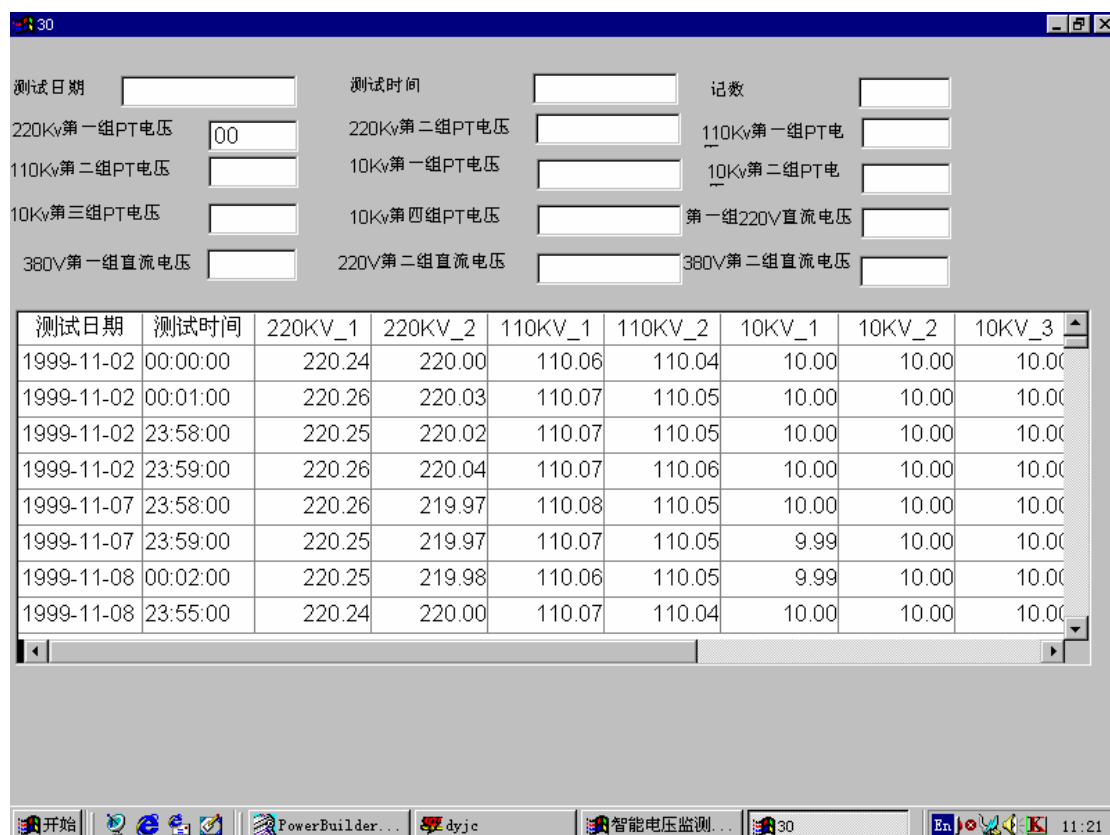 30
测试日期 测试时间 记数
220Kv第一组PT电压 00 220Kv第二组PT电压 110Kv第一组PT电
110Kv第二组PT电压 10Kv第一组PT电压 10Kv第二组PT电
10Kv第三组PT电压 10Kv第四组PT电压 第一组220V直流电压
380V第一组直流电压 220V第二组直流电压 380V第二组直流电压
测试日期 测试时间 220KV_1 220KV_2 110KV_1 110KV_2 10KV_1 10KV_2 10KV_3
1999-11-02 00:00:00 220.24 220.00 110.06 110.04 10.00 10.00 10.00
1999-11-02 00:01:00 220.26 220.03 110.07 110.05 10.00 10.00 10.00
1999-11-02 23:58:00 220.25 220.02 110.07 110.05 10.00 10.00 10.00
1999-11-02 23:59:00 220.26 220.04 110.07 110.06 10.00 10.00 10.00
1999-11-07 23:58:00 220.26 219.97 110.08 110.05 10.00 10.00 10.00
1999-11-07 23:59:00 220.25 219.97 110.07 110.05 9.99 10.00 10.00
1999-11-08 00:02:00 220.25 219.98 110.06 110.05 9.99 10.00 10.00
1999-11-08 23:55:00 220.24 220.00 110.07 110.04 10.00 10.00 10.00
开始 PowerBuilder... dyjc 智能电压监测... 30 En K 11:21